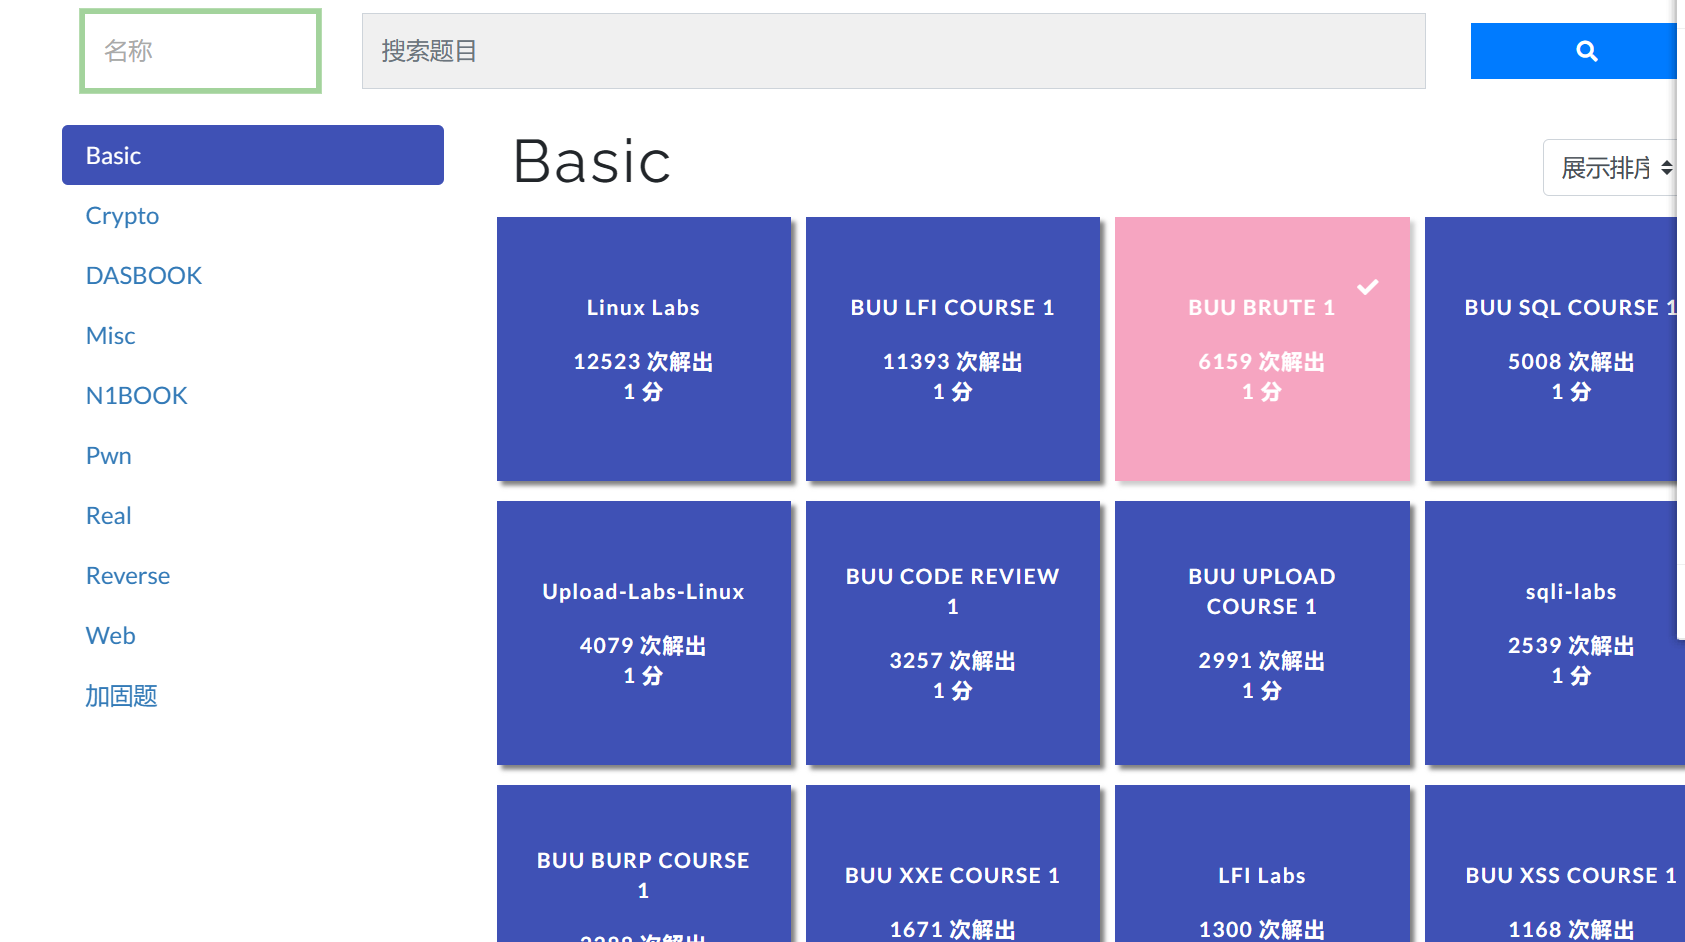 名称
搜索题目
Basic
Crypto
DASBOOK
Misc
N1BOOK
Pwn
Real
Reverse
Web
加固题
Basic
展示排序
Linux Labs
12523 次解出
1 分
BUU LFI COURSE 1
11393 次解出
1 分
BUU BRUTE 1
6159 次解出
1 分
BUU SQL COURSE 1
5008 次解出
1 分
Upload-Labs-Linux
4079 次解出
1 分
BUU CODE REVIEW
1
3257 次解出
1 分
BUU UPLOAD
COURSE 1
2991 次解出
1 分
sqli-labs
2539 次解出
1 分
BUU BURP COURSE
1
BUU XXE COURSE 1
1671 次解出
LFI Labs
1300 次解出
BUU XSS COURSE 1
1168 次解出